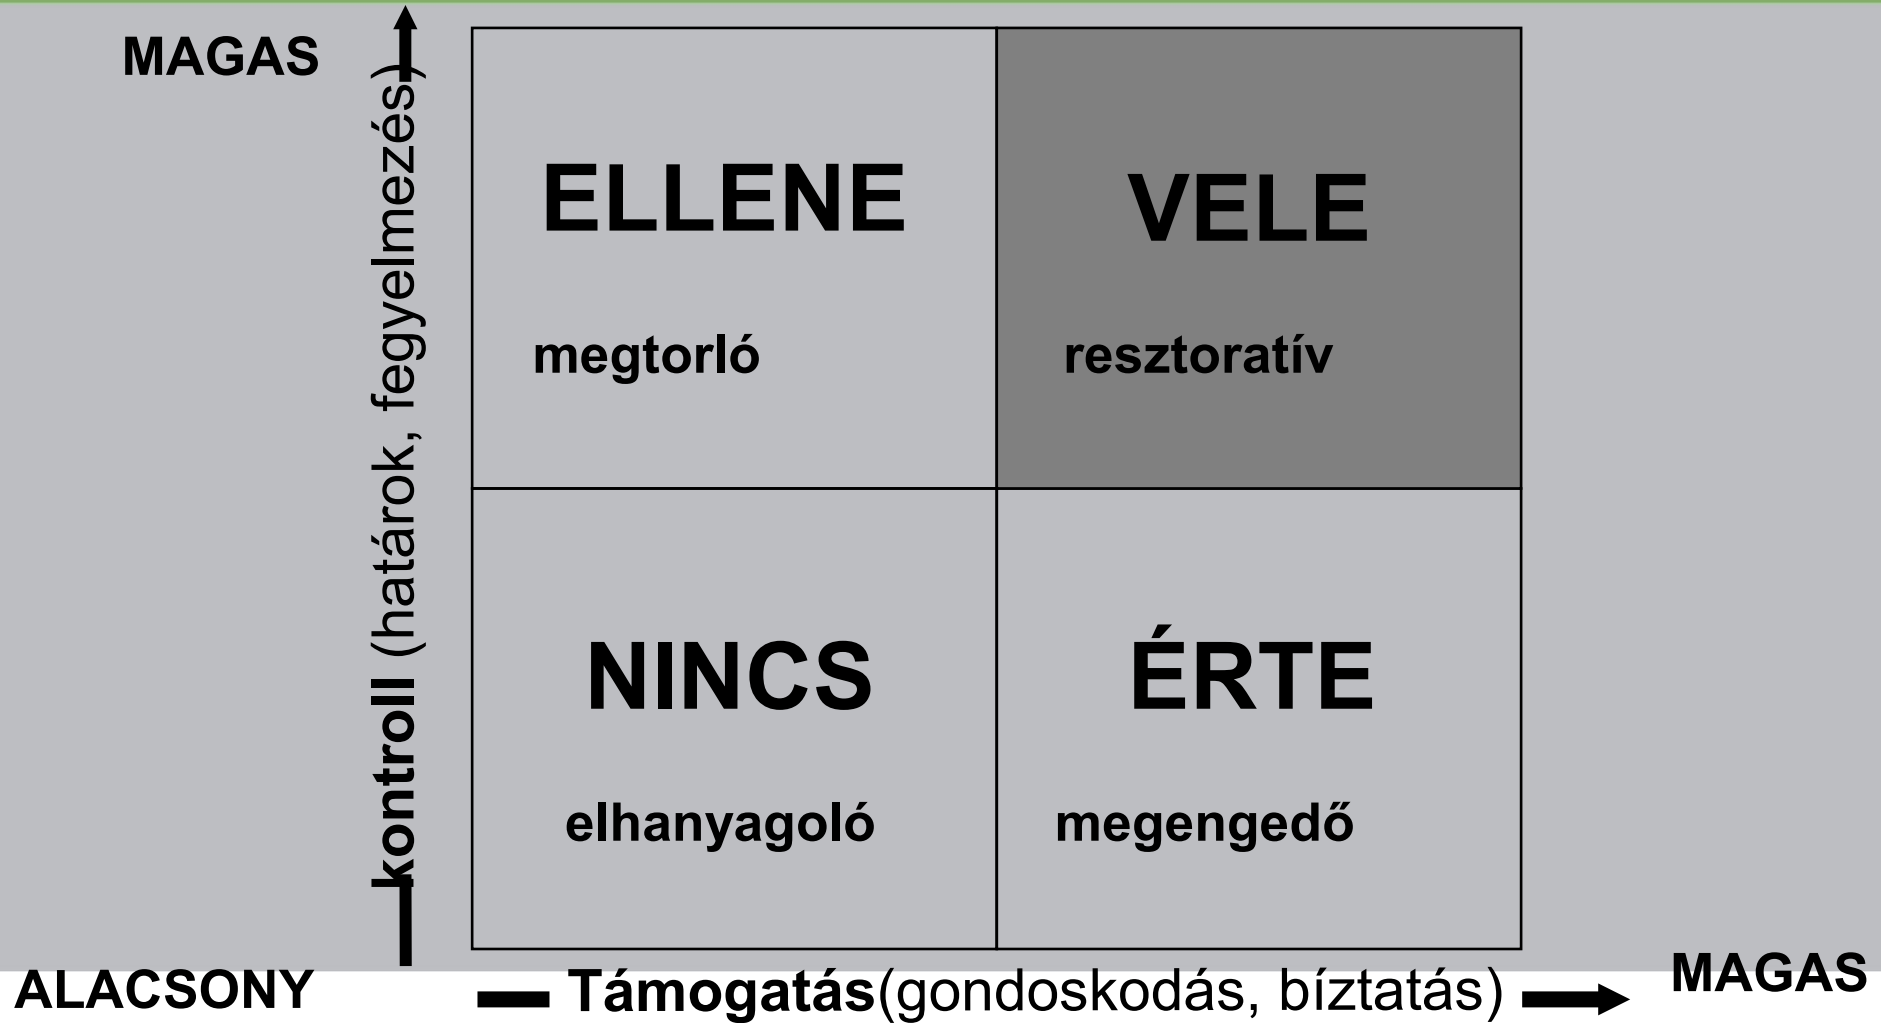 MAGAS
kontroll (határok, fegyelmezés)
ELLENE
VELE
megtorló
resztoratív
NINCS
ÉRTE
elhanyagoló
megengedő
ALACSONY
Támogatás(gondoskodás, bíztatás)
MAGAS